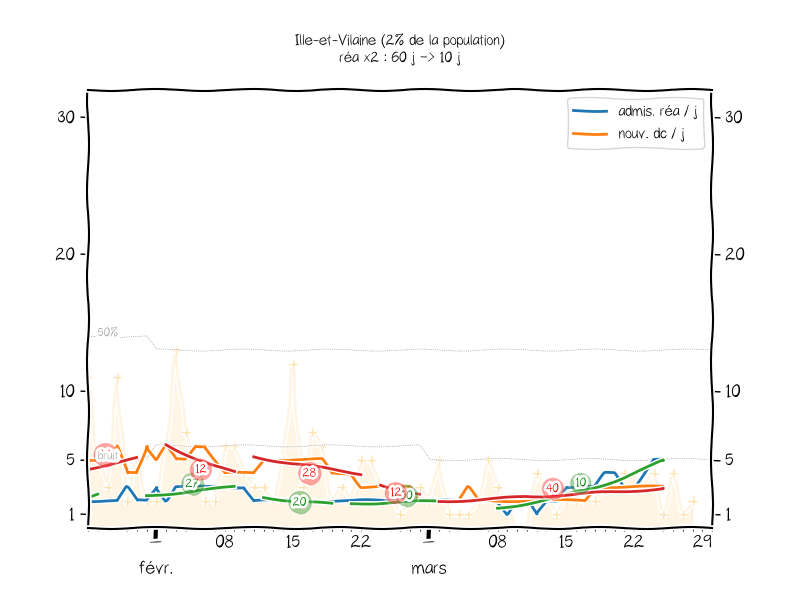 Ille-et-Vilaine (2% de la population)
réa x2 : 60 j -> 10 j
admis. réa / j
nouv. dc / j
30 30
20 20
50%
10 10
5 5
bruit
12
28
27
20
12
40
10
1 1
08 15 22 08 15 22 29
févr. mars